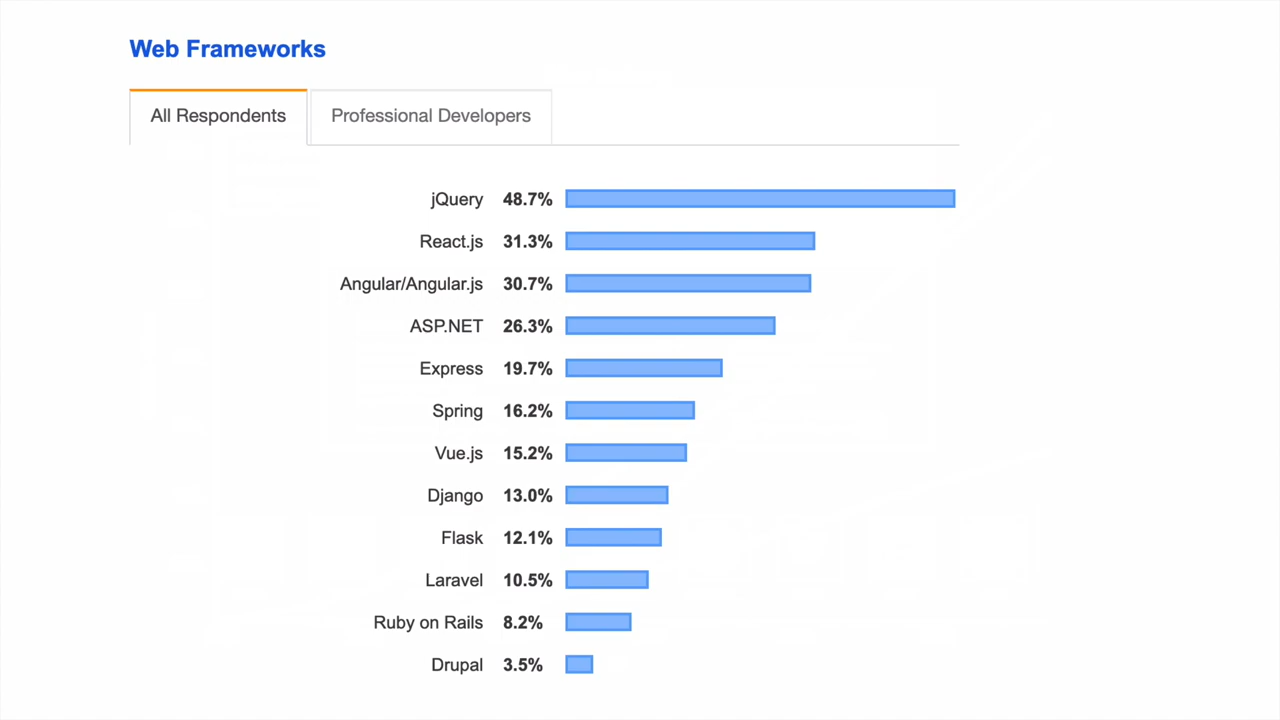 Web Frameworks
All Respondents Professional Developers
jQuery 48.7%
React.js 31.3%
Angular/Angular.js 30.7%
ASP.NET 26.3%
Express 19.7%
Spring 16.2%
Vue.js 15.2%
Django 13.0%
Flask 12.1%
Laravel 10.5%
Ruby on Rails 8.2%
Drupal 3.5%